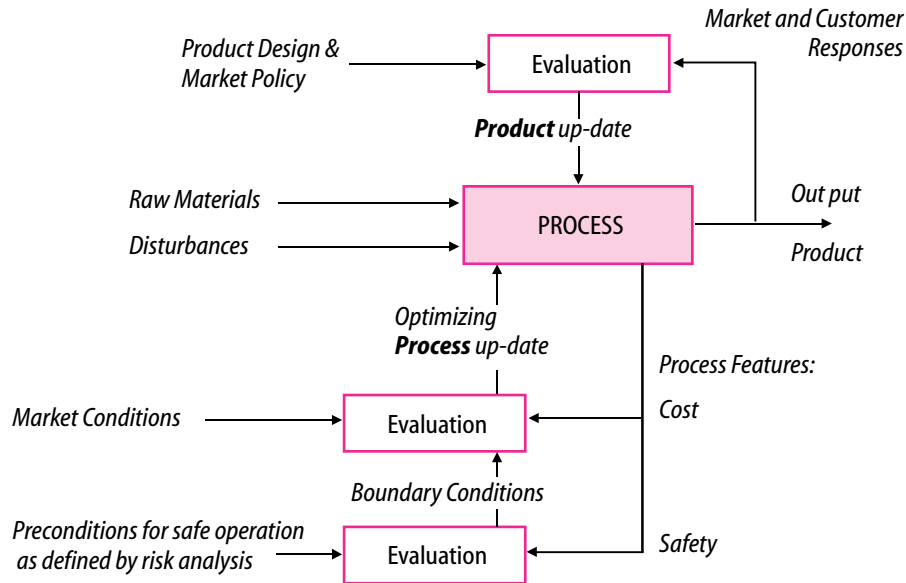 Market and Customer
Responses
Product Design &
Market Policy
Evaluation
Product up-date
Raw Materials
Disturbances
PROCESS
Out put
Product
Optimizing
Process up-date
Process Features:
Market Conditions
Evaluation
Cost
Boundary Conditions
Preconditions for safe operation
as defined by risk analysis
Evaluation
Safety